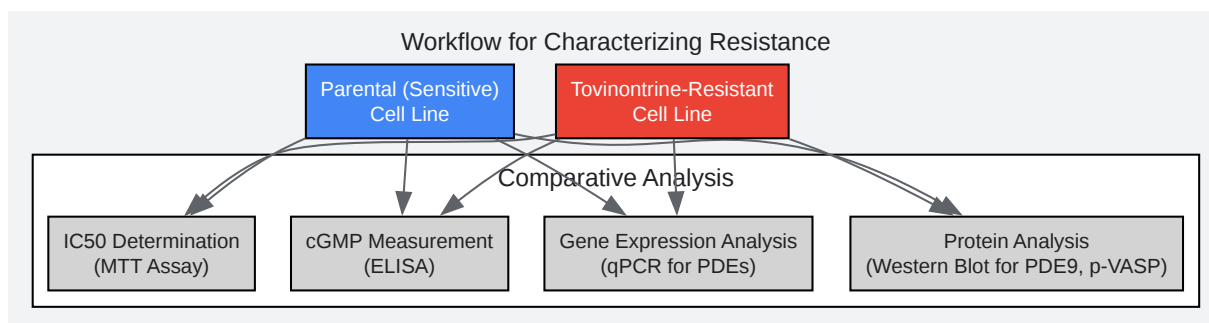 Workflow for Characterizing Resistance
Parental (Sensitive)
Cell Line
Tovinontrine-Resistant
Cell Line
Comparative Analysis
IC50 Determination
(MTT Assay)
cGMP Measurement
(ELISA)
Gene Expression Analysis
(qPCR for PDEs)
Protein Analysis
(Western Blot for PDE9, p-VASP)